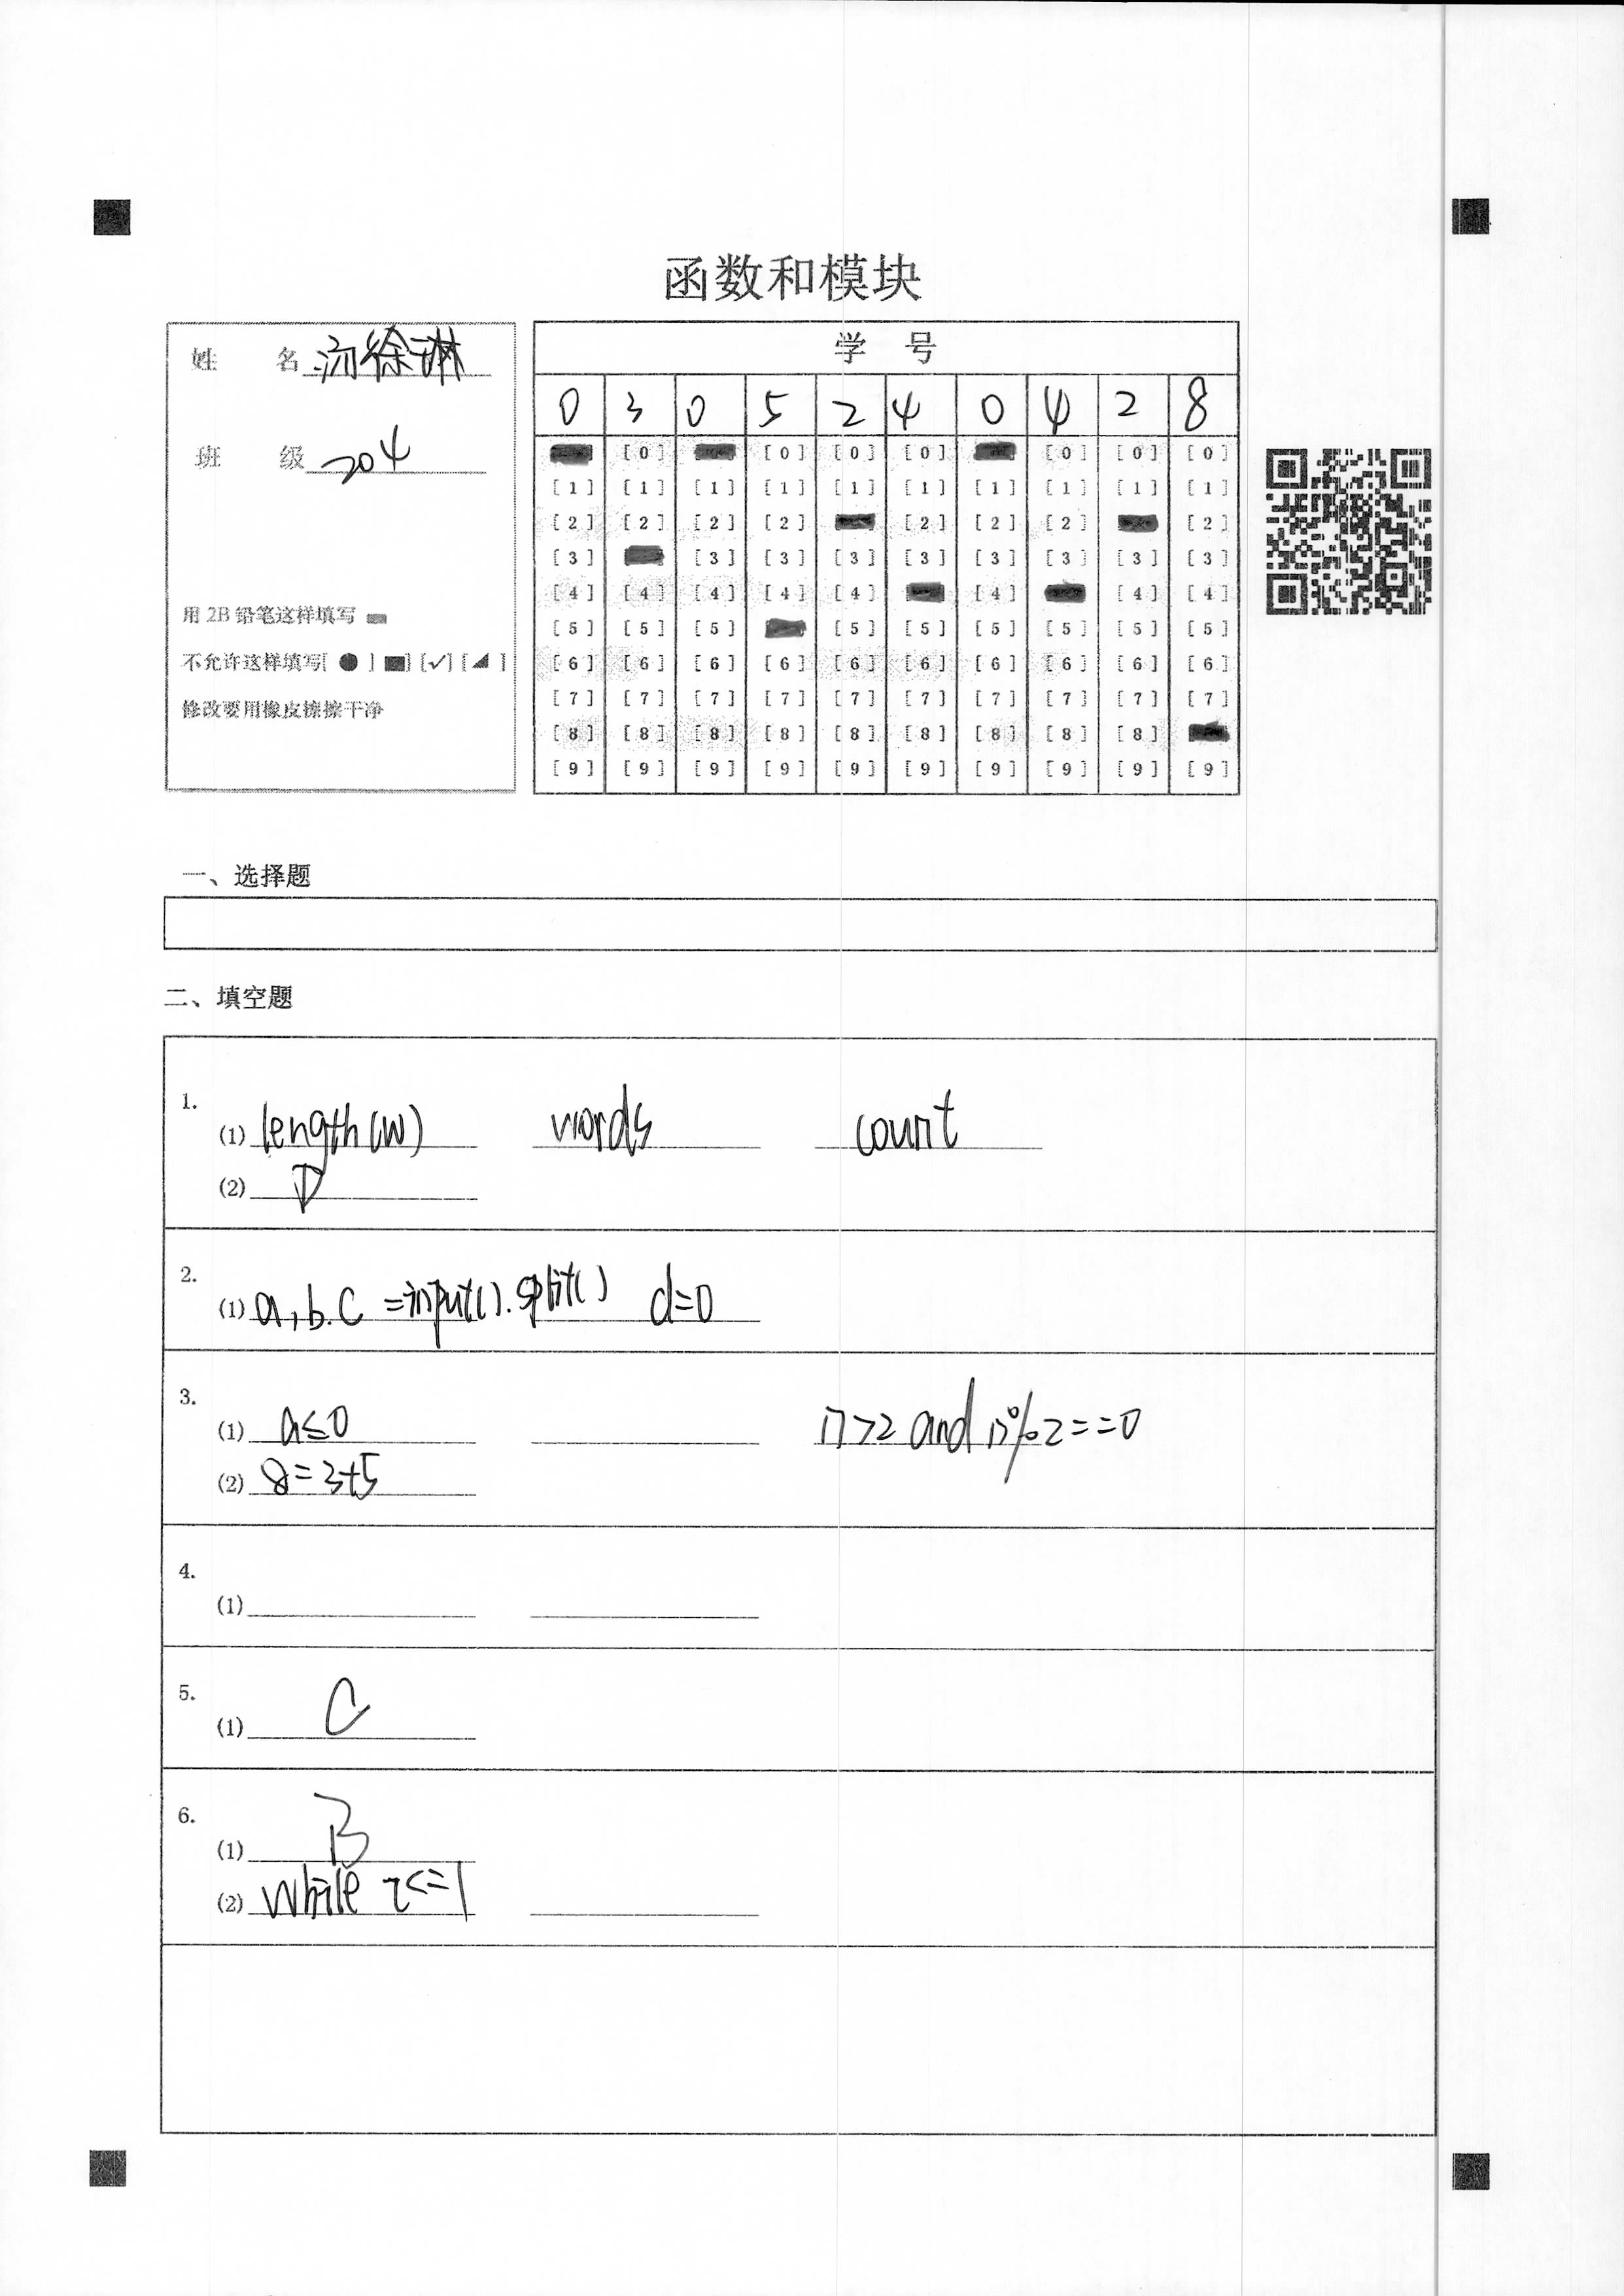 函数和模块
姓 名 汤徐琳
班 级 204
用 2B 铅笔这样填写
不允许这样填写[ ● ] [■] [✓] [◢ ]
修改要用橡皮擦擦干净
学 号
0 3 0 5 2 4 0 4 2 8
[0] [0] [0] [0] [0] [0] [0]
[1] [1] [1] [1] [1] [1] [1] [1] [1] [1]
[2] [2] [2] [2] [2] [2] [2] [2]
[3] [3] [3] [3] [3] [3] [3] [3] [3]
[4] [4] [4] [4] [4] [4] [4] [4]
[5] [5] [5] [5] [5] [5] [5] [5] [5]
[6] [6] [6] [6] [6] [6] [6] [6] [6] [6]
[7] [7] [7] [7] [7] [7] [7] [7] [7] [7]
[8] [8] [8] [8] [8] [8] [8] [8] [8]
[9] [9] [9] [9] [9] [9] [9] [9] [9] [9]
一、选择题
二、填空题
1.
(1) length(w) words count
(2) D
2.
(1) a,b.c =input().split() d=0
3.
(1) a≤0 n>2 and n%2==0
(2) 8=3+5
4.
(1)
5.
(1) C
6.
(1) B
(2) while i<=1